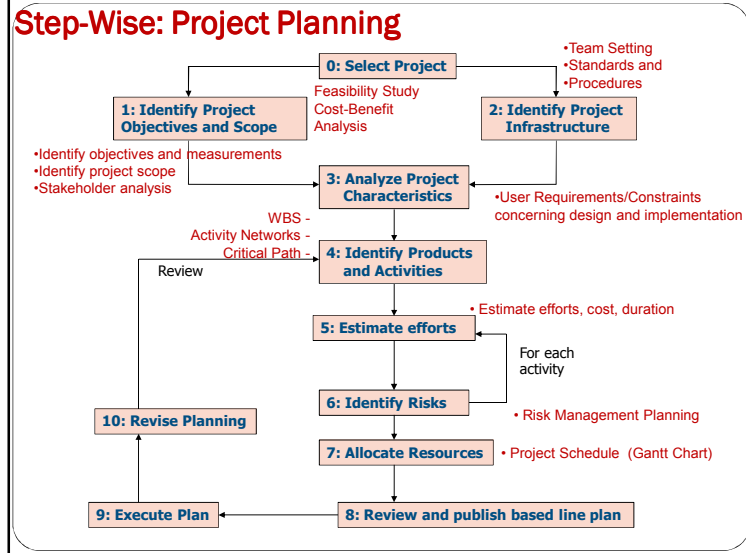 Step-Wise: Project Planning
0: Select Project
•Team Setting
•Standards and
•Procedures
Feasibility Study
Cost-Benefit
Analysis
1: Identify Project
Objectives and Scope
2: Identify Project
Infrastructure
•Identify objectives and measurements
•Identify project scope
•Stakeholder analysis
3: Analyze Project
Characteristics
•User Requirements/Constraints
concerning design and implementation
WBS -
Activity Networks -
Critical Path -
Review
4: Identify Products
and Activities
• Estimate efforts, cost, duration
5: Estimate efforts
For each
activity
6: Identify Risks
• Risk Management Planning
10: Revise Planning
7: Allocate Resources
• Project Schedule (Gantt Chart)
9: Execute Plan
8: Review and publish based line plan